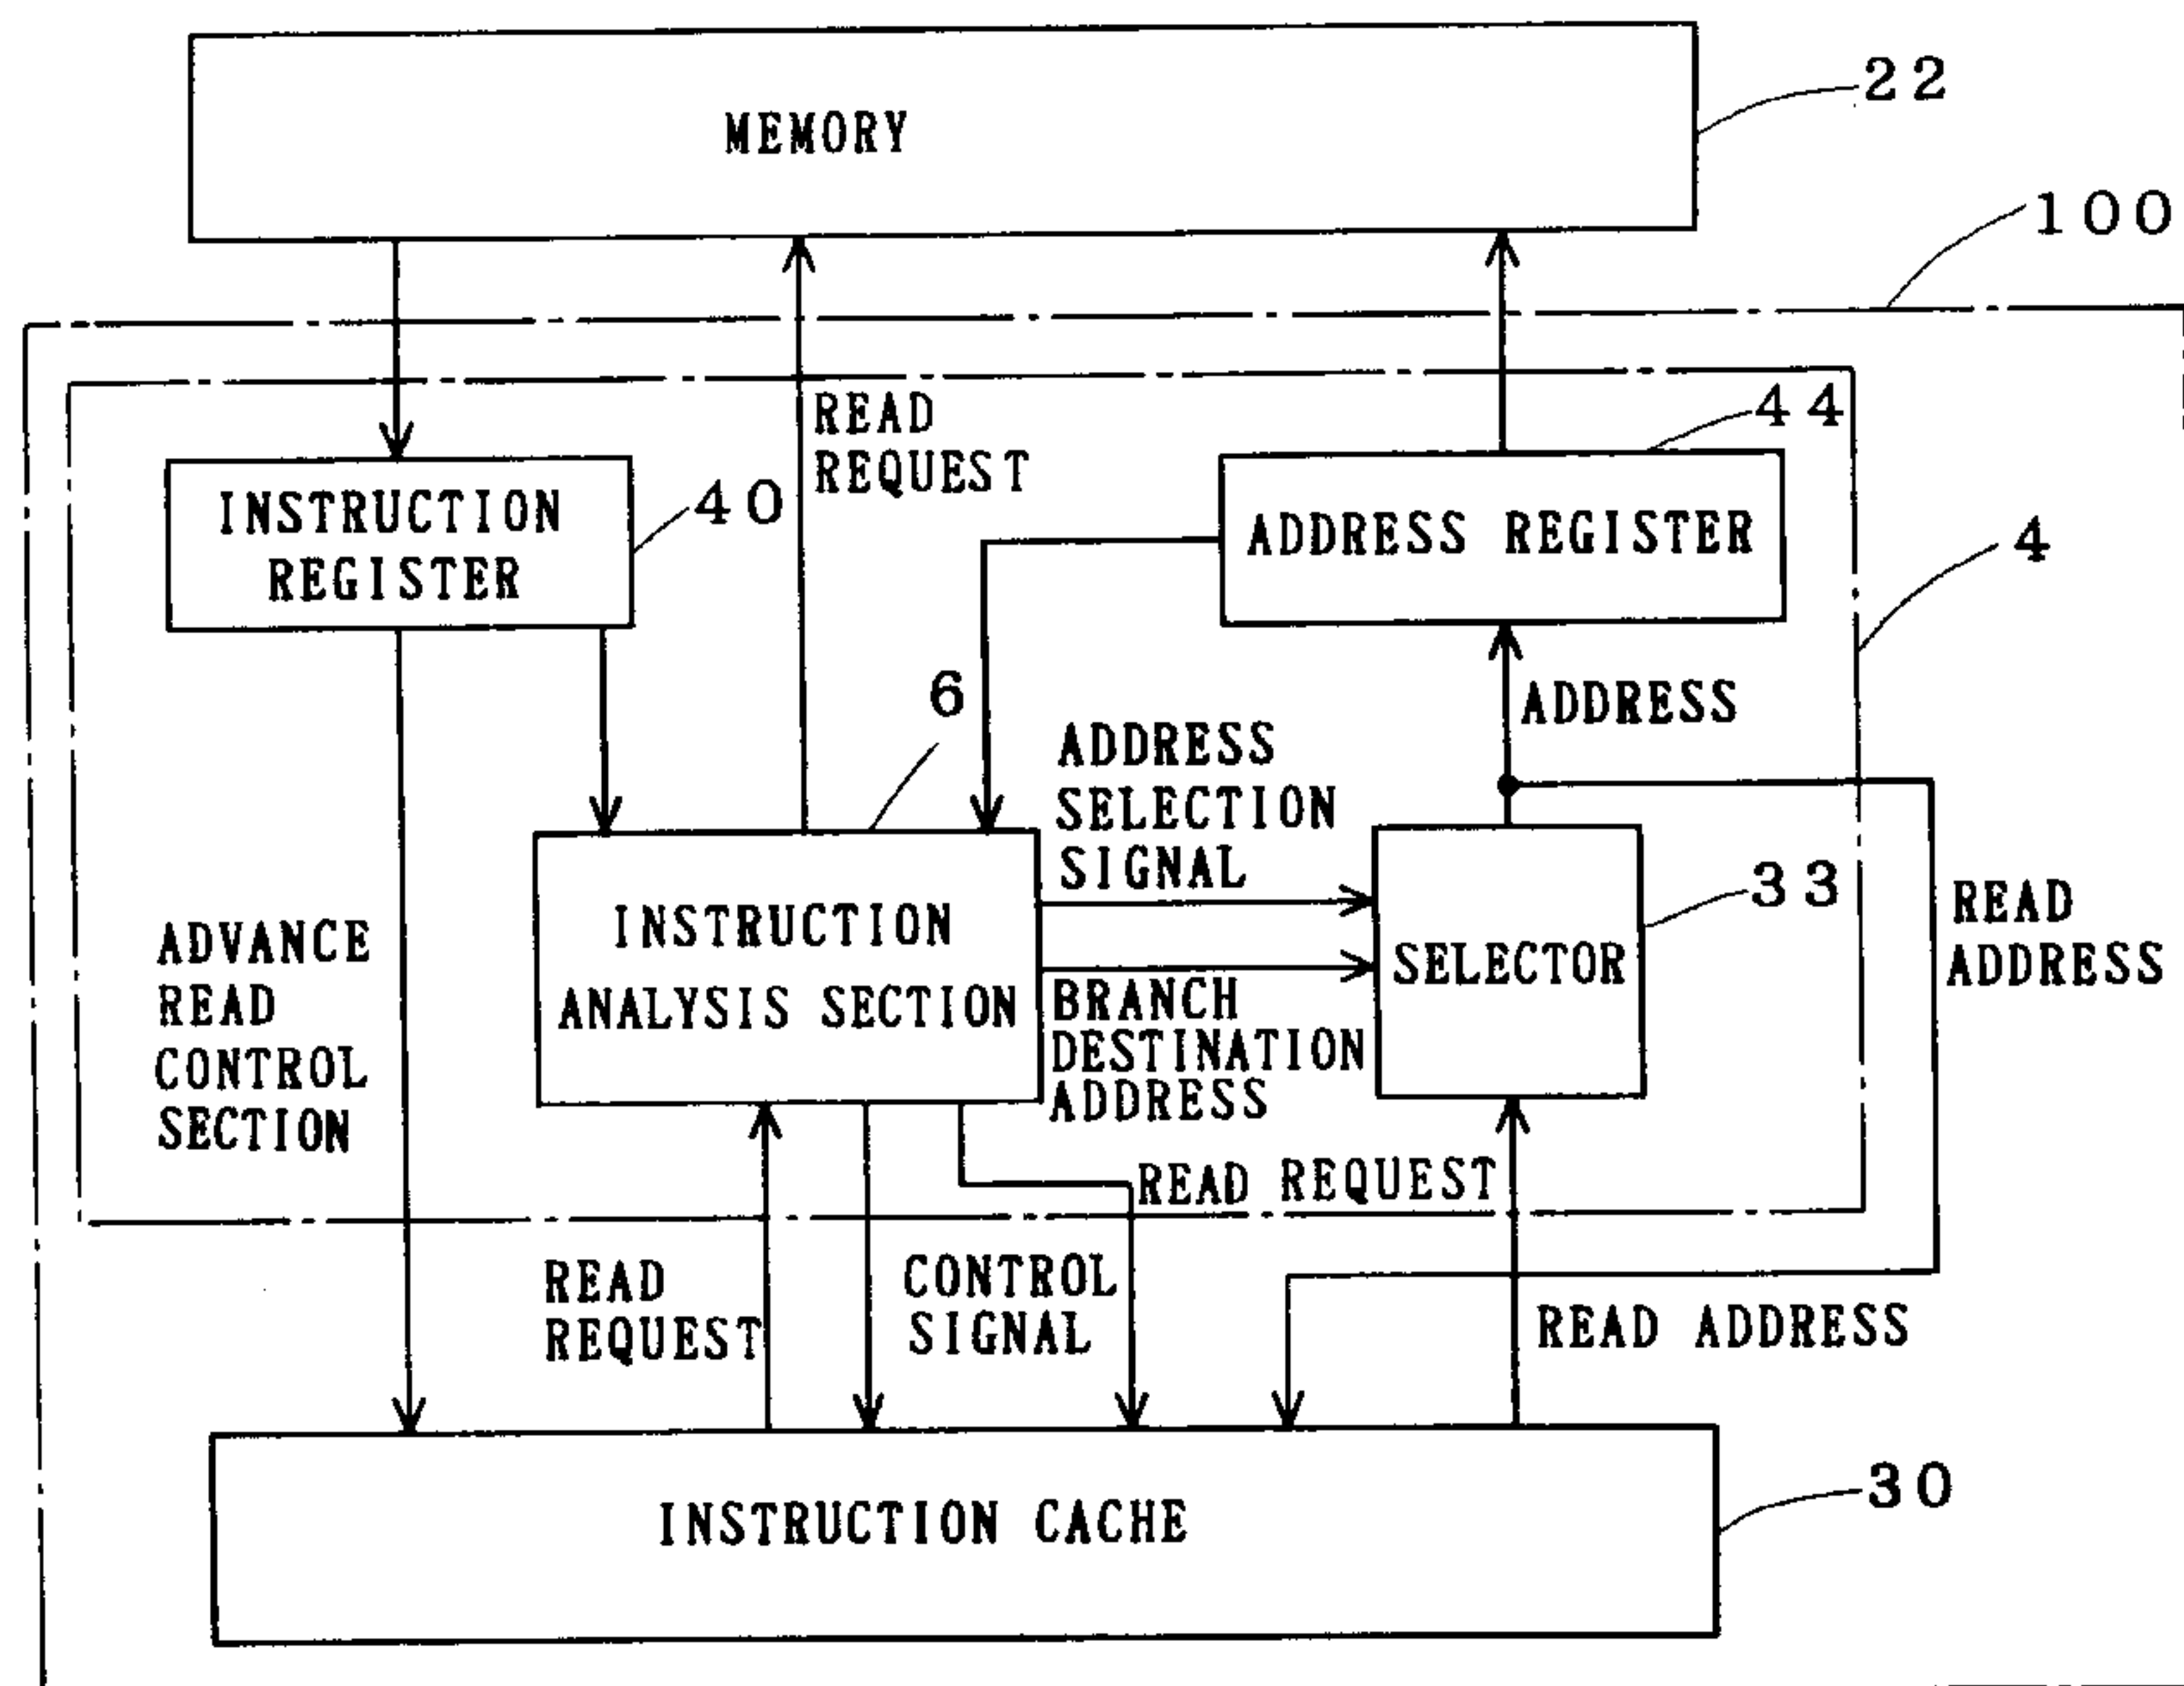 MEMORY
22
100
READ
REQUEST
44
INSTRUCTION
REGISTER
40
ADDRESS REGISTER
4
6
ADDRESS
ADDRESS
SELECTION
SIGNAL
33
READ
ADDRESS
INSTRUCTION
ANALYSIS SECTION
SELECTOR
ADVANCE
READ
CONTROL
SECTION
BRANCH
DESTINATION
ADDRESS
READ REQUEST
READ
REQUEST
CONTROL
SIGNAL
READ ADDRESS
INSTRUCTION CACHE
30